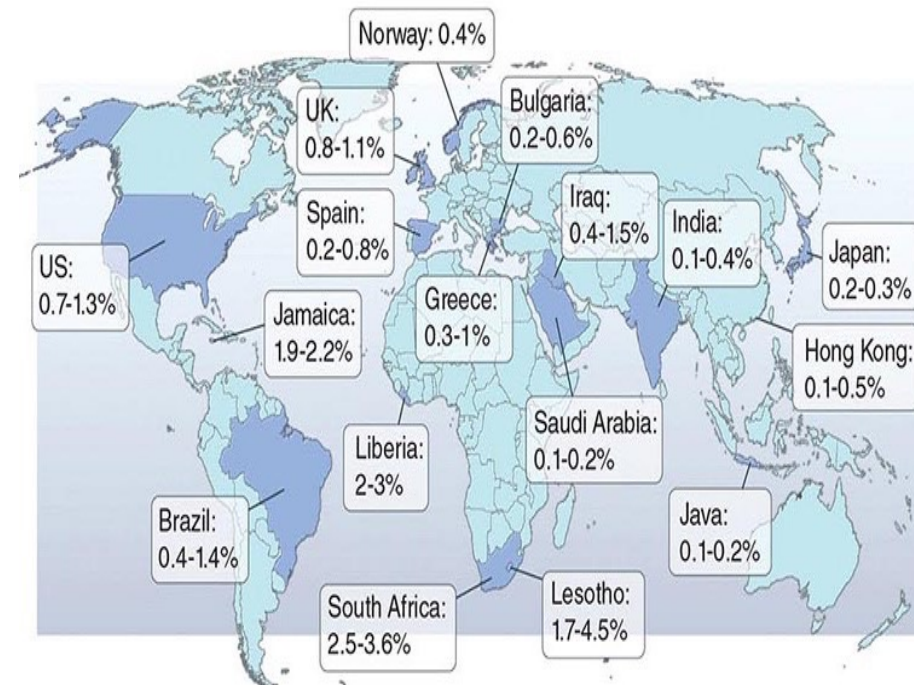 Norway: 0.4%
UK:
0.8-1.1%
Bulgaria:
0.2-0.6%
Spain:
0.2-0.8%
Iraq:
0.4-1.5%
India:
0.1-0.4%
US:
0.7-1.3%
Japan:
0.2-0.3%
Jamaica:
1.9-2.2%
Greece:
0.3-1%
Hong Kong:
0.1-0.5%
Liberia:
2-3%
Saudi Arabia:
0.1-0.2%
Brazil:
0.4-1.4%
Java:
0.1-0.2%
South Africa:
2.5-3.6%
Lesotho:
1.7-4.5%